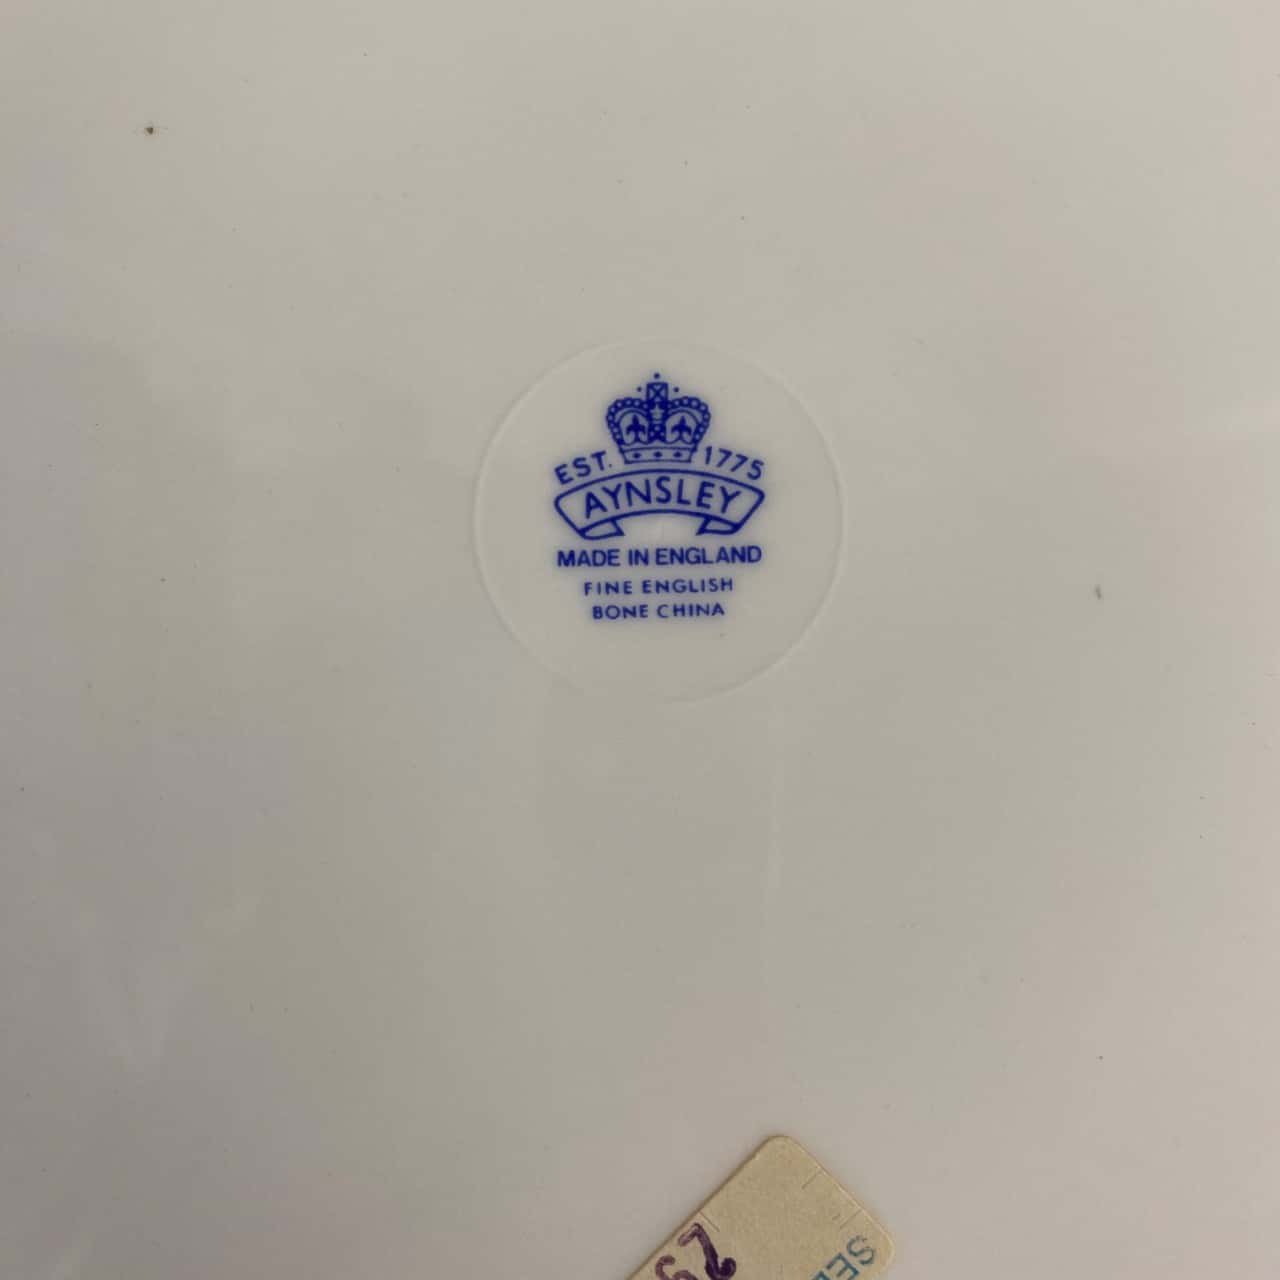 EST. 1775
AYNSLEY
MADE IN ENGLAND
FINE ENGLISH
BONE CHINA